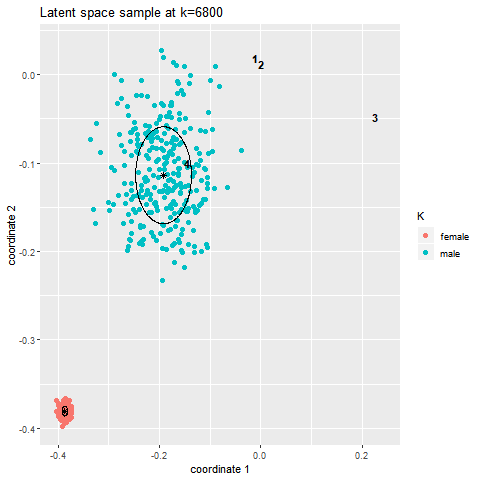 Latent space sample at k=6800
0.0
-0.1
-0.2
-0.3
-0.4
coordinate 2
1
2
3
4
-0.4
-0.2
0.0
0.2
coordinate 1
K
female
male